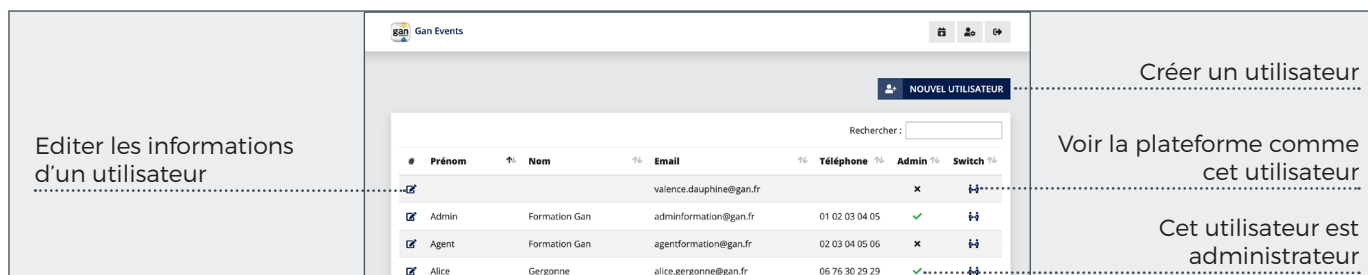 gan Gan Events
NOUVEL UTILISATEUR
Créer un utilisateur
Editer les informations
d’un utilisateur
Rechercher :
Voir la plateforme comme
cet utilisateur
# Prénom Nom Email Téléphone Admin Switch
valence.dauphine@gan.fr
Admin Formation Gan adminformation@gan.fr 01 02 03 04 05
Cet utilisateur est
administrateur
Agent Formation Gan agentformation@gan.fr 02 03 04 05 06
Alice Gergonne alice.gergonne@gan.fr 06 76 30 29 29